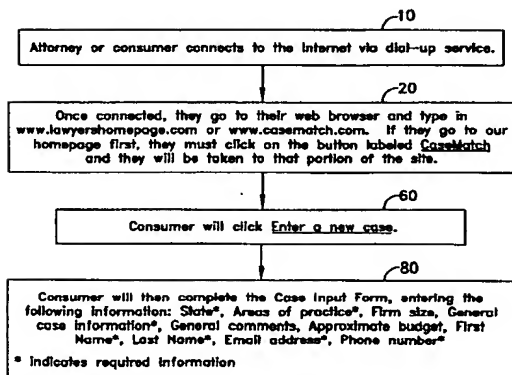 10
Attorney or consumer connects to the Internet via dial-up service.
20
Once connected, they go to their web browser and type in
www.lawyershomepage.com or www.casematch.com. If they go to our
homepage first, they must click on the button labeled CaseMatch
and they will be taken to that portion of the site.
60
Consumer will click Enter a new case.
80
Consumer will then complete the Case Input Form, entering the
following information: State*, Areas of practice*, Firm size, General
case information*, General comments, Approximate budget, First
Name*, Last Name*, Email address*, Phone number*
* Indicates required information